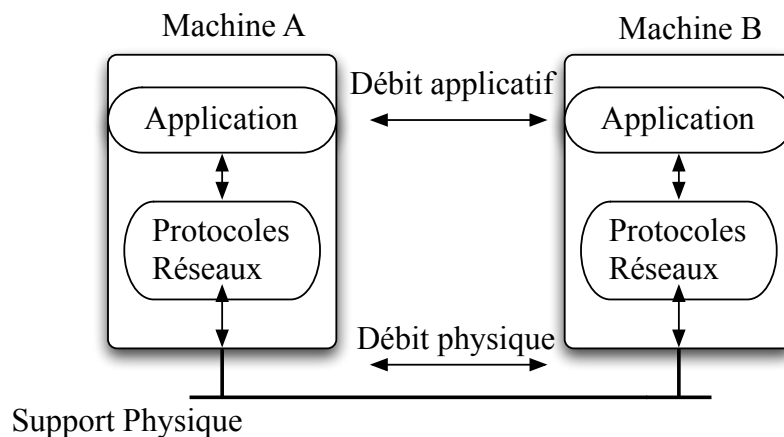 Machine A
Machine B
Débit applicatif
Application
Application
Protocoles
Réseaux
Protocoles
Réseaux
Débit physique
Support Physique